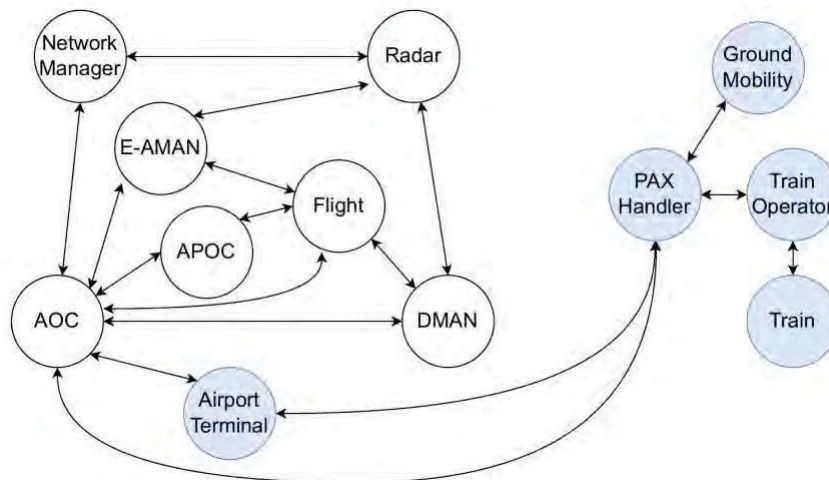 Network
Manager
Radar
Ground
Mobility
E-AMAN
PAX
Handler
Train
Operator
Flight
APOC
AOC
DMAN
Train
Airport
Terminal